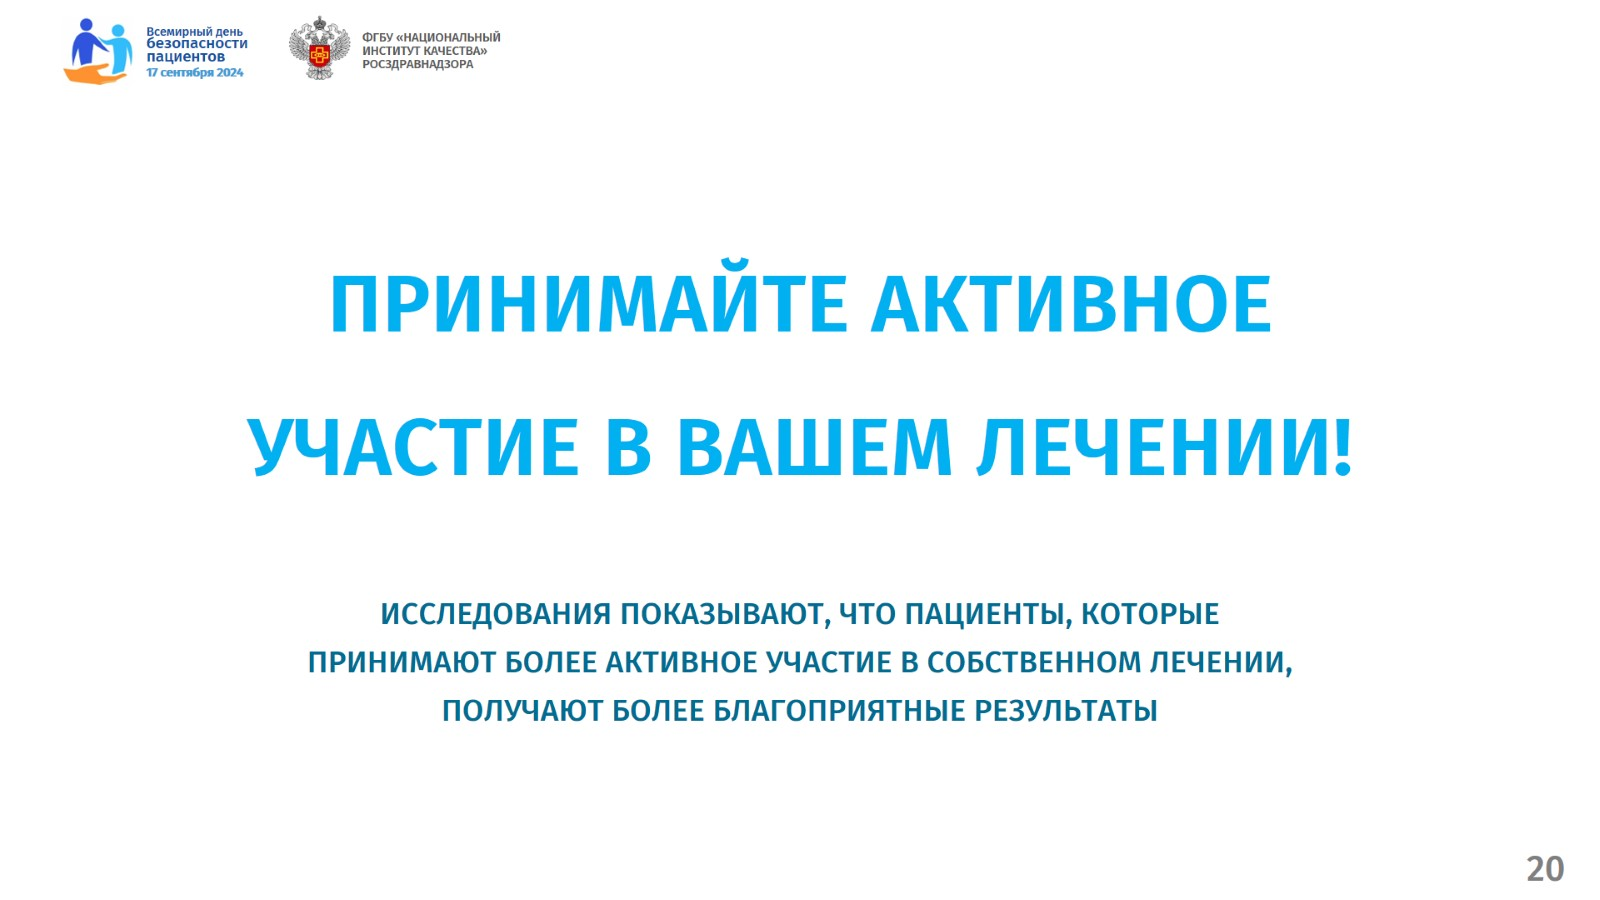 Всемирный день
безопасности
пациентов
17 сентября 2024
ФГБУ «НАЦИОНАЛЬНЫЙ
ИНСТИТУТ КАЧЕСТВА»
РОСЗДРАВНАДЗОРА
ПРИНИМАЙТЕ АКТИВНОЕ
УЧАСТИЕ В ВАШЕМ ЛЕЧЕНИИ!
ИССЛЕДОВАНИЯ ПОКАЗЫВАЮТ, ЧТО ПАЦИЕНТЫ, КОТОРЫЕ
ПРИНИМАЮТ БОЛЕЕ АКТИВНОЕ УЧАСТИЕ В СОБСТВЕННОМ ЛЕЧЕНИИ,
ПОЛУЧАЮТ БОЛЕЕ БЛАГОПРИЯТНЫЕ РЕЗУЛЬТАТЫ
20